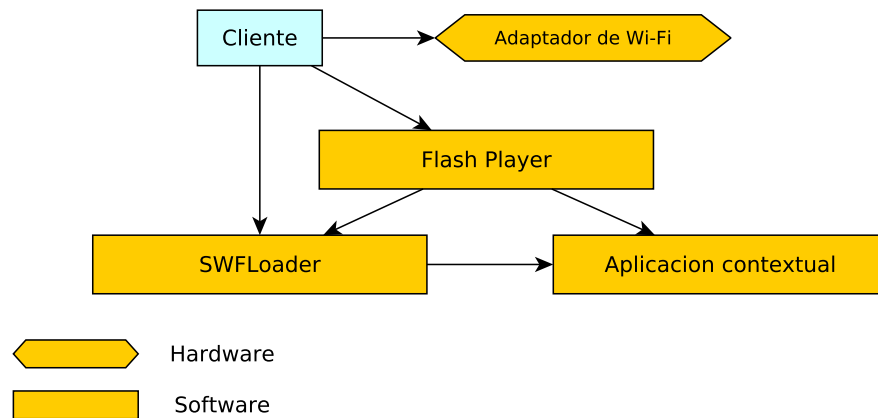 Cliente
Adaptador de Wi-Fi
Flash Player
SWFLoader
Aplicacion contextual
Hardware
Software